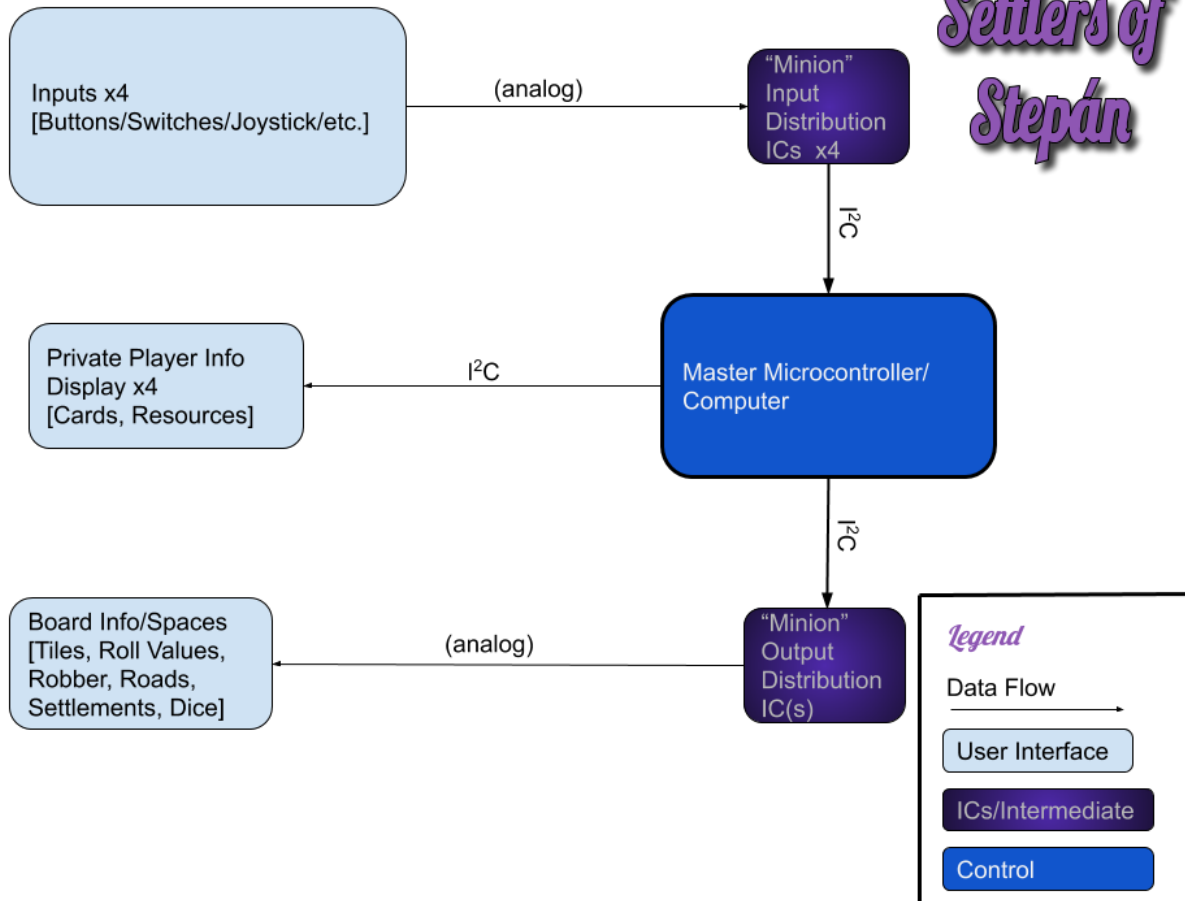 Settlers of
Stepán
Inputs x4
[Buttons/Switches/Joystick/etc.]
(analog)
“Minion”
Input
Distribution
ICs x4
I²C
Private Player Info
Display x4
[Cards, Resources]
I²C
Master Microcontroller/
Computer
I²C
Board Info/Spaces
[Tiles, Roll Values,
Robber, Roads,
Settlements, Dice]
(analog)
“Minion”
Output
Distribution
IC(s)
Legend
Data Flow
User Interface
ICs/Intermediate
Control